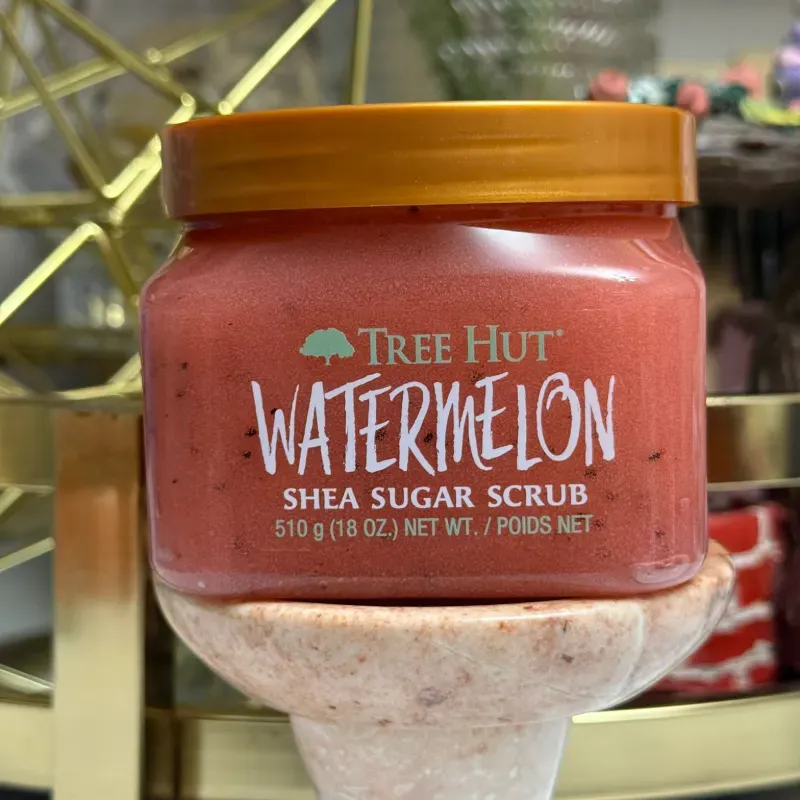 TREE HUT®
WATERMELON
SHEA SUGAR SCRUB
510 g (18 OZ.) NET WT. / POIDS NET